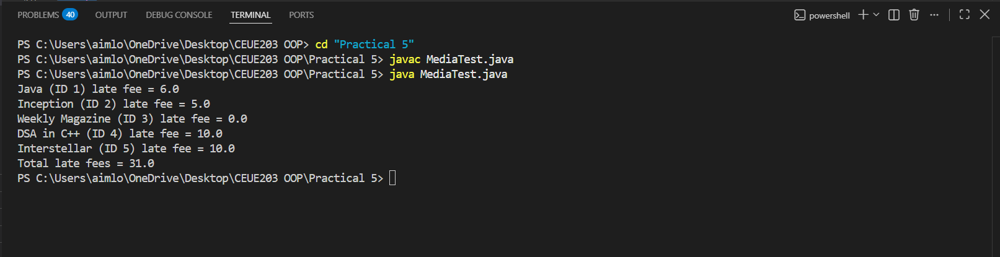 PROBLEMS 40 OUTPUT DEBUG CONSOLE TERMINAL PORTS powershell
PS C:\Users\aimlo\OneDrive\Desktop\CEUE203 OOP> cd "Practical 5"
PS C:\Users\aimlo\OneDrive\Desktop\CEUE203 OOP\Practical 5> javac MediaTest.java
PS C:\Users\aimlo\OneDrive\Desktop\CEUE203 OOP\Practical 5> java MediaTest.java
Java (ID 1) late fee = 6.0
Inception (ID 2) late fee = 5.0
Weekly Magazine (ID 3) late fee = 0.0
DSA in C++ (ID 4) late fee = 10.0
Interstellar (ID 5) late fee = 10.0
Total late fees = 31.0
PS C:\Users\aimlo\OneDrive\Desktop\CEUE203 OOP\Practical 5>